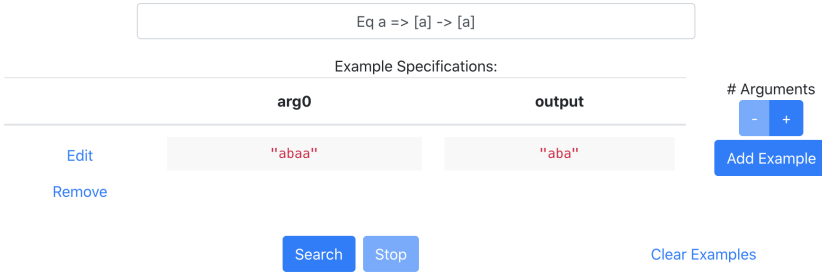 Eq a => [a] -> [a]
Example Specifications:
arg0 output
# Arguments
- +
Edit "abaa" "aba"
Add Example
Remove
Search Stop
Clear Examples